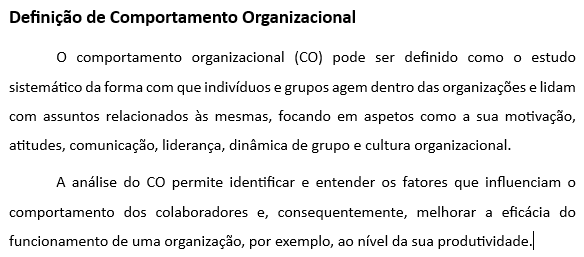 Definição de Comportamento Organizacional
O comportamento organizacional (CO) pode ser definido como o estudo
sistemático da forma com que indivíduos e grupos agem dentro das organizações e lidam
com assuntos relacionados às mesmas, focando em aspetos como a sua motivação,
atitudes, comunicação, liderança, dinâmica de grupo e cultura organizacional.
A análise do CO permite identificar e entender os fatores que influenciam o
comportamento dos colaboradores e, consequentemente, melhorar a eficácia do
funcionamento de uma organização, por exemplo, ao nível da sua produtividade.